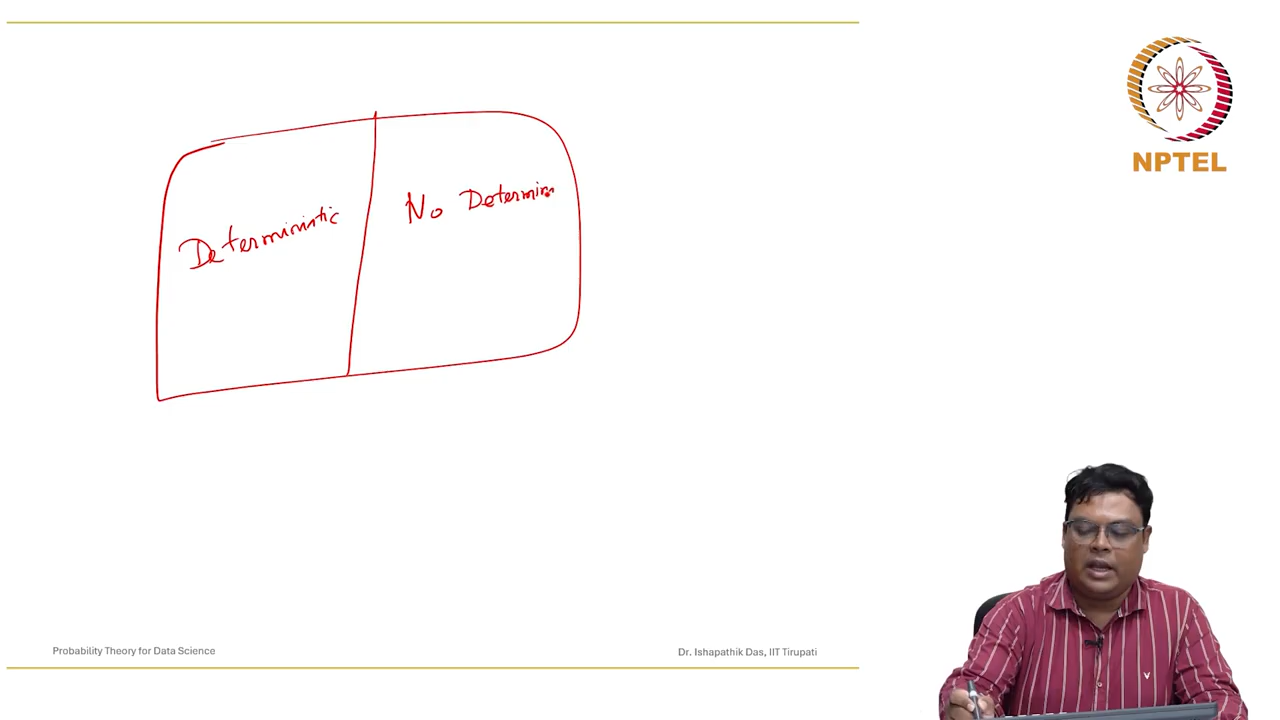 NPTEL
Deterministic
No Determin
Probability Theory for Data Science
Dr. Ishapathik Das, IIT Tirupati